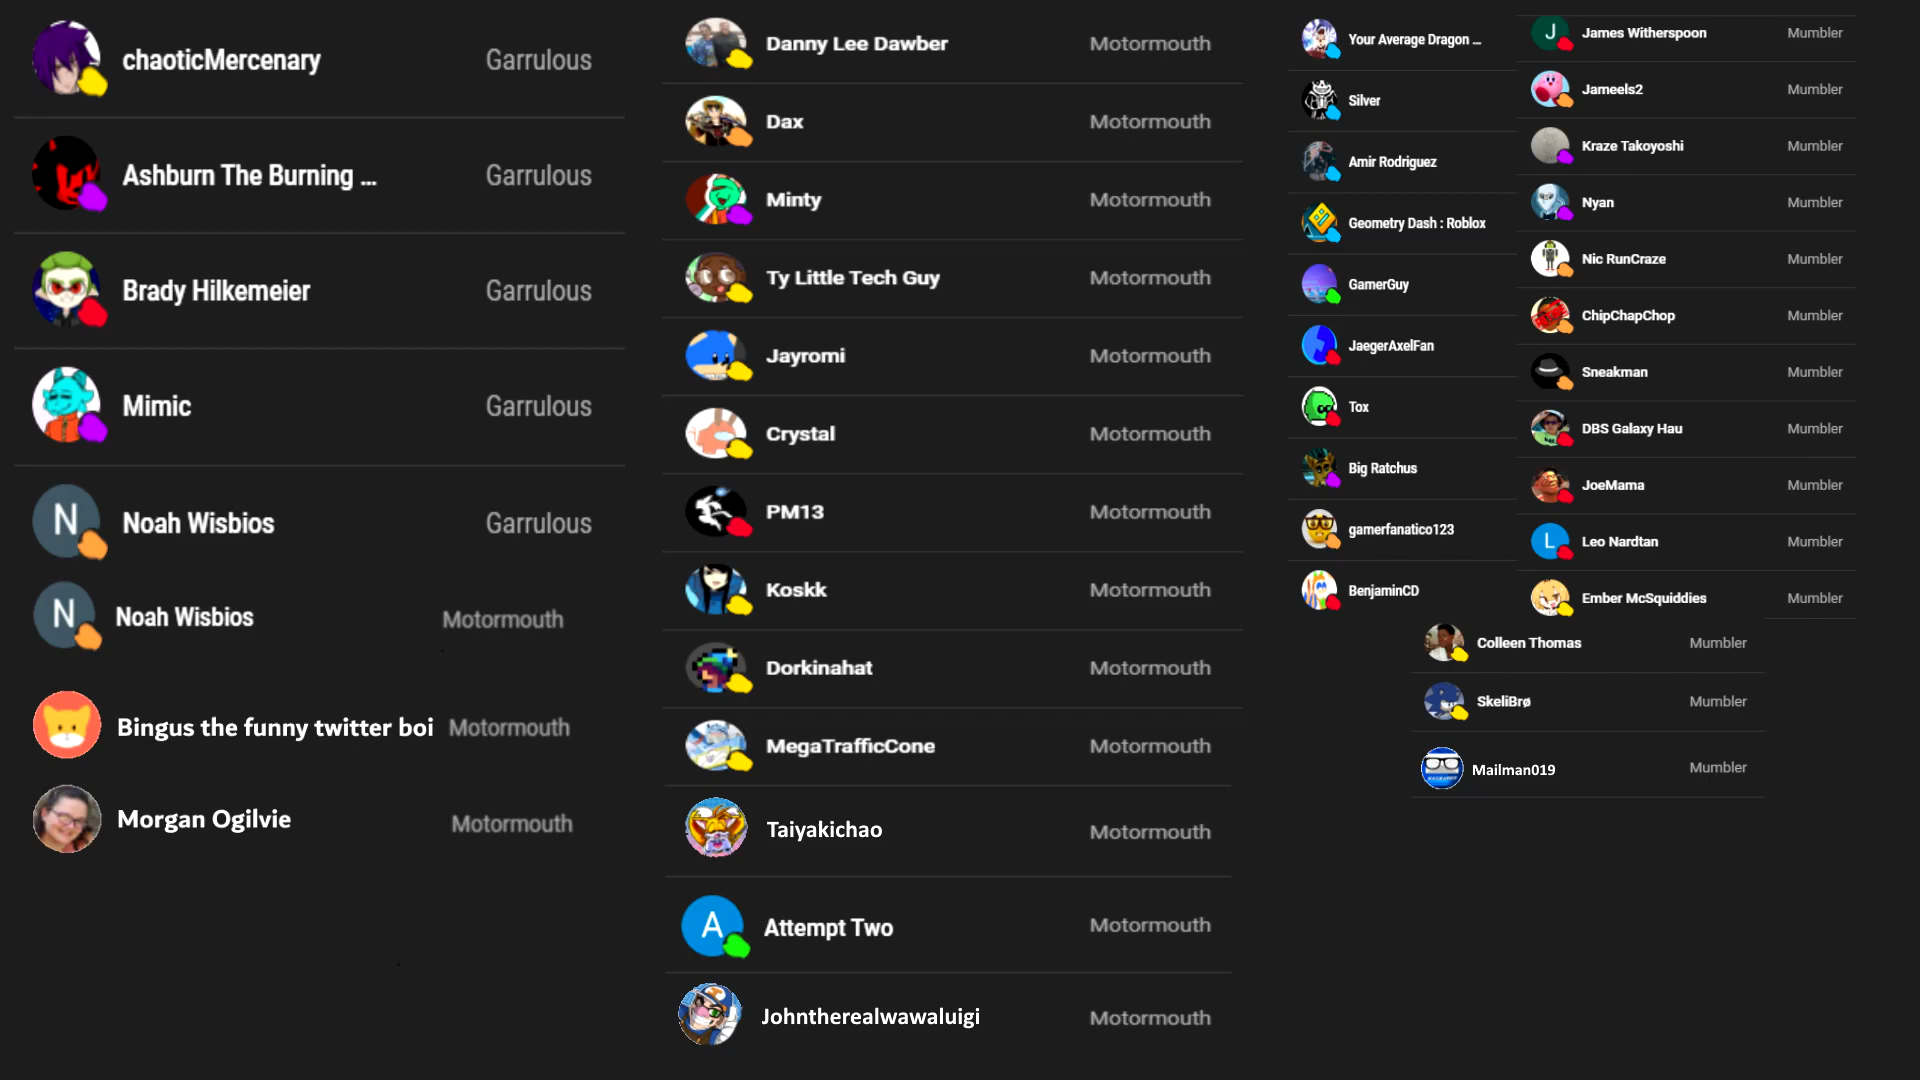 chaoticMercenary Garrulous
Ashburn The Burning ... Garrulous
Brady Hilkemeier Garrulous
Mimic Garrulous
N Noah Wisbios Garrulous
N Noah Wisbios Motormouth
Bingus the funny twitter boi Motormouth
Morgan Ogilvie Motormouth
Danny Lee Dawber Motormouth
Dax Motormouth
Minty Motormouth
Ty Little Tech Guy Motormouth
Jayromi Motormouth
Crystal Motormouth
PM13 Motormouth
Koskk Motormouth
Dorkinahat Motormouth
MegaTrafficCone Motormouth
Taiyakichao Motormouth
A Attempt Two Motormouth
Johntherealwawaluigi Motormouth
Your Average Dragon ...
Silver
Amir Rodriguez
Geometry Dash : Roblox
GamerGuy
JaegerAxelFan
Tox
Big Ratchus
gamerfanatico123
BenjaminCD
J James Witherspoon Mumbler
Jameels2 Mumbler
Kraze Takoyoshi Mumbler
Nyan Mumbler
Nic RunCraze Mumbler
ChipChapChop Mumbler
Sneakman Mumbler
DBS Galaxy Hau Mumbler
JoeMama Mumbler
L Leo Nardtan Mumbler
Ember McSquiddies Mumbler
Colleen Thomas Mumbler
SkeliBrø Mumbler
Mailman019 Mumbler